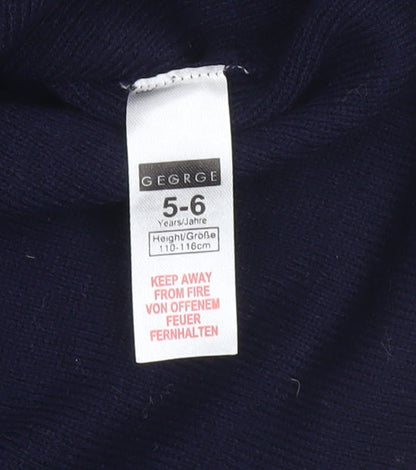 GEORGE
5-6
Years/Jahre
Height/Größe
110-116cm
KEEP AWAY
FROM FIRE
VON OFFENEM
FEUER
FERNHALTEN